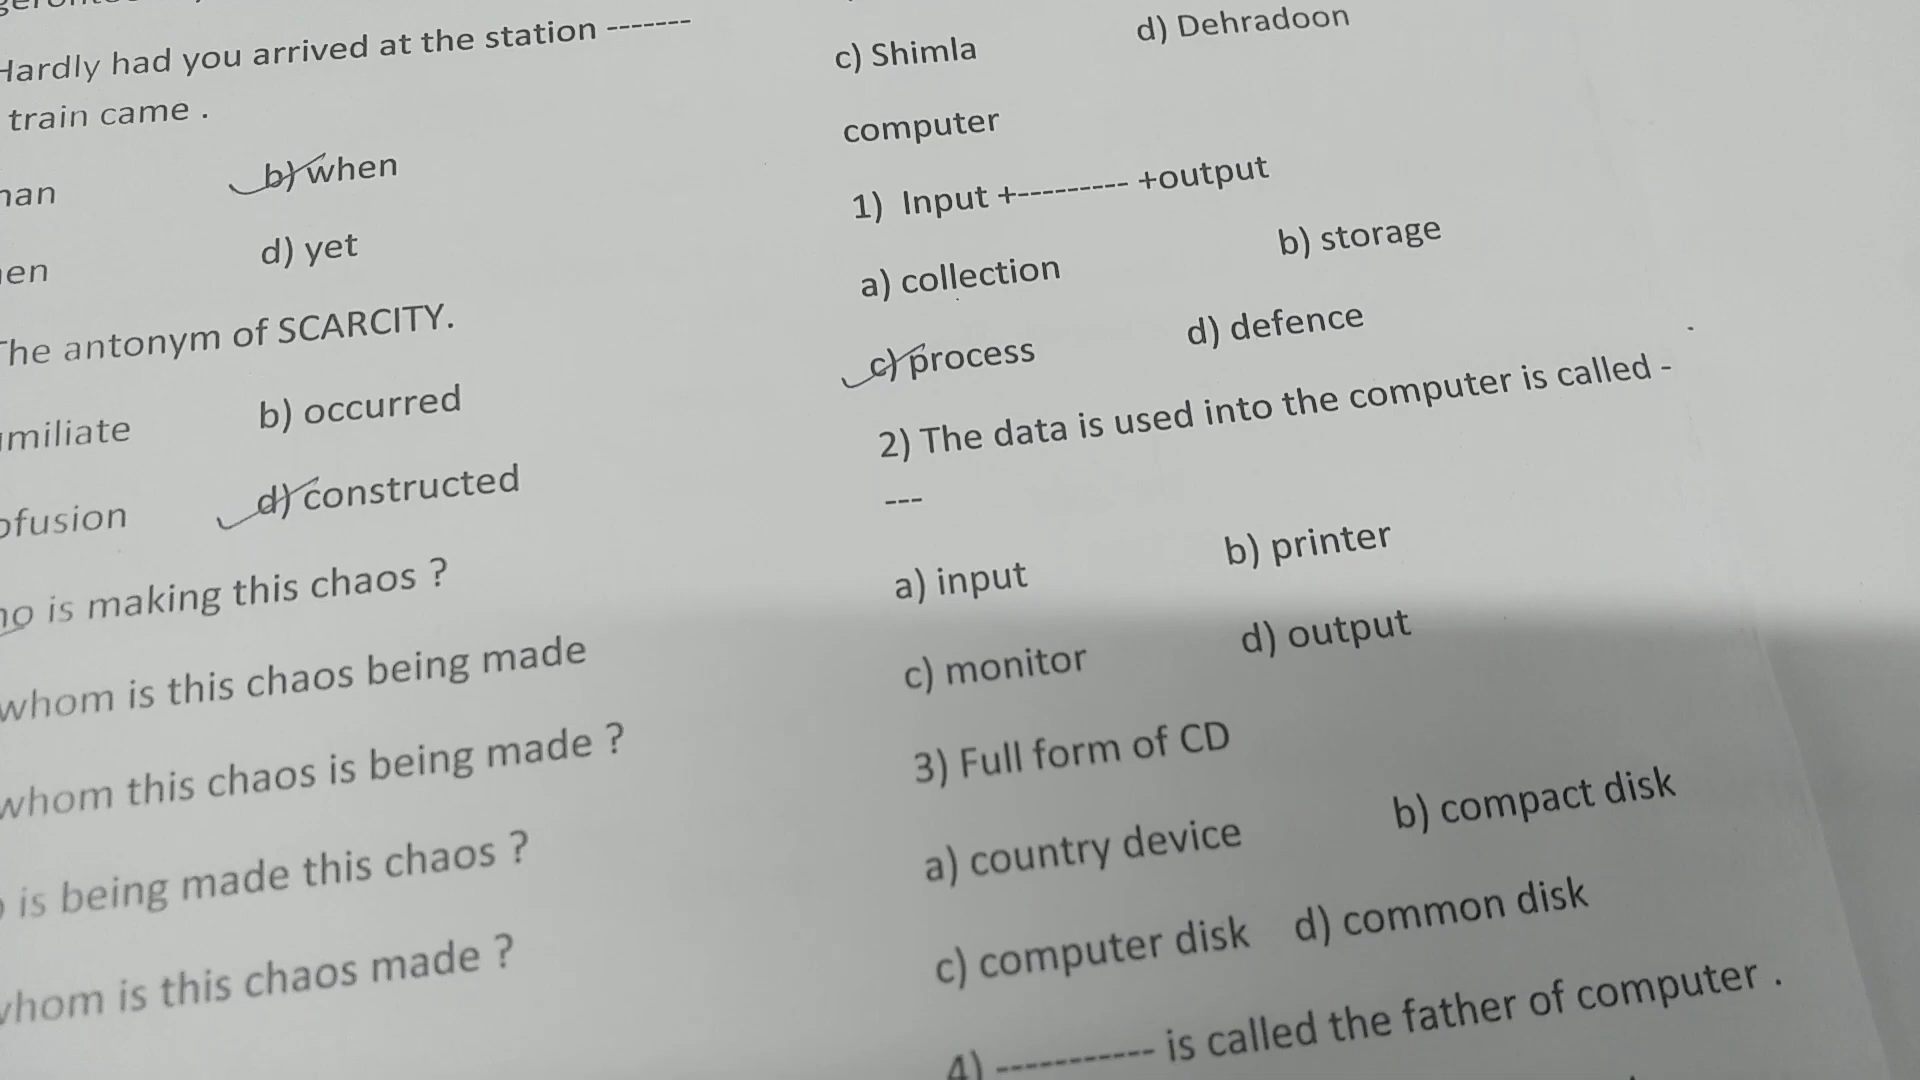 Hardly had you arrived at the station -------
train came .
b) when
d) yet
The antonym of SCARCITY.
b) occurred
d) constructed
is making this chaos ?
whom is this chaos being made
whom this chaos is being made ?
is being made this chaos ?
whom is this chaos made ?
c) Shimla d) Dehradoon
computer
1) Input +--------- +output
a) collection b) storage
c) process d) defence
2) The data is used into the computer is called -
---
a) input b) printer
c) monitor d) output
3) Full form of CD
a) country device b) compact disk
c) computer disk d) common disk
4) ----------- is called the father of computer .